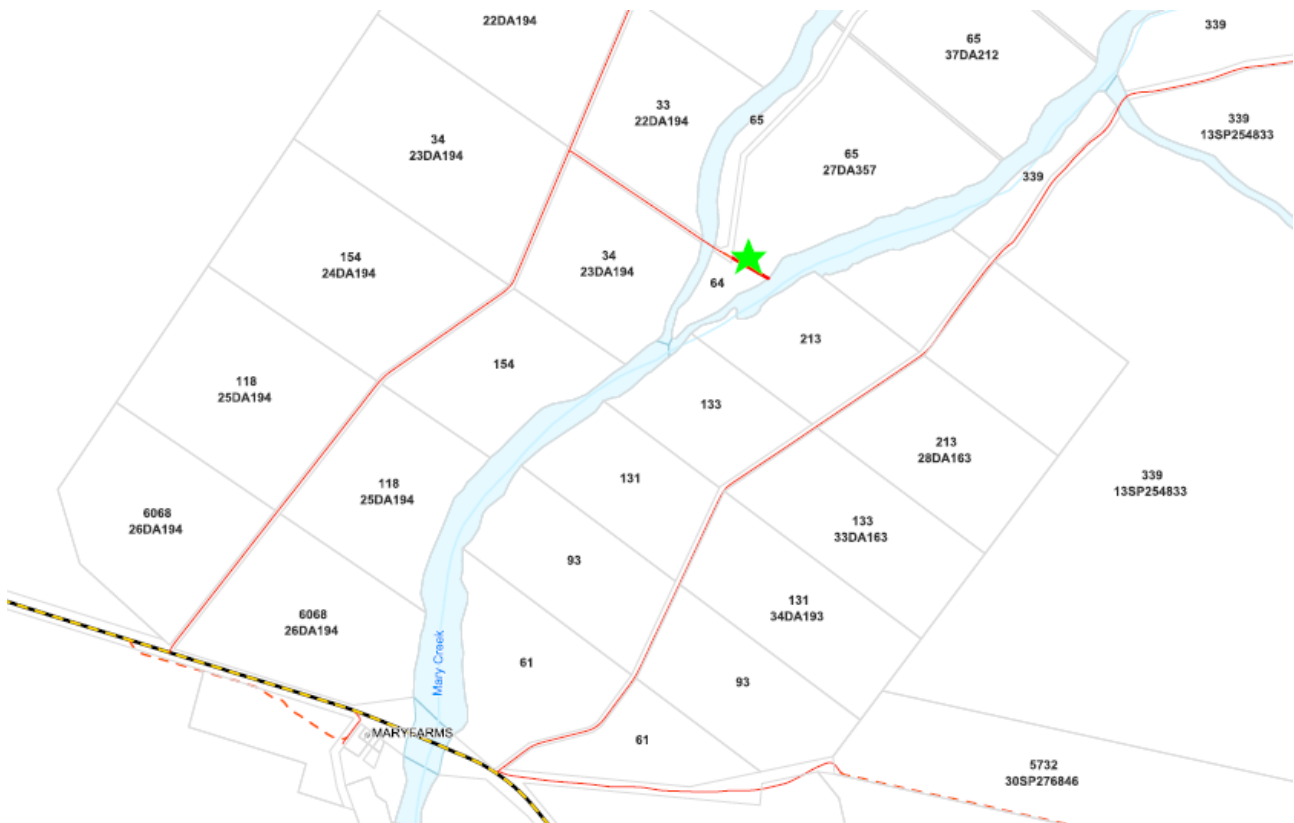 22DA194
65
37DA212
339
33
22DA194
65
339
13SP254833
34
23DA194
65
27DA357
339
154
24DA194
34
23DA194
64
213
154
118
25DA194
133
213
28DA163
131
339
13SP254833
118
25DA194
6068
26DA194
133
33DA163
93
131
34DA193
6068
26DA194
61
Mary Creek
93
MARYFARMS
61
5732
30SP276846